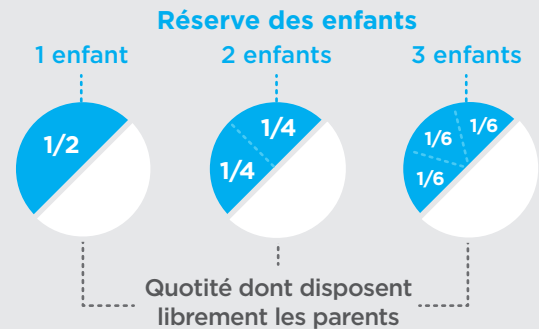 Réserve des enfants
1 enfant
2 enfants
3 enfants
1/2
1/4
1/4
1/6
1/6
1/6
Quotité dont disposent
librement les parents